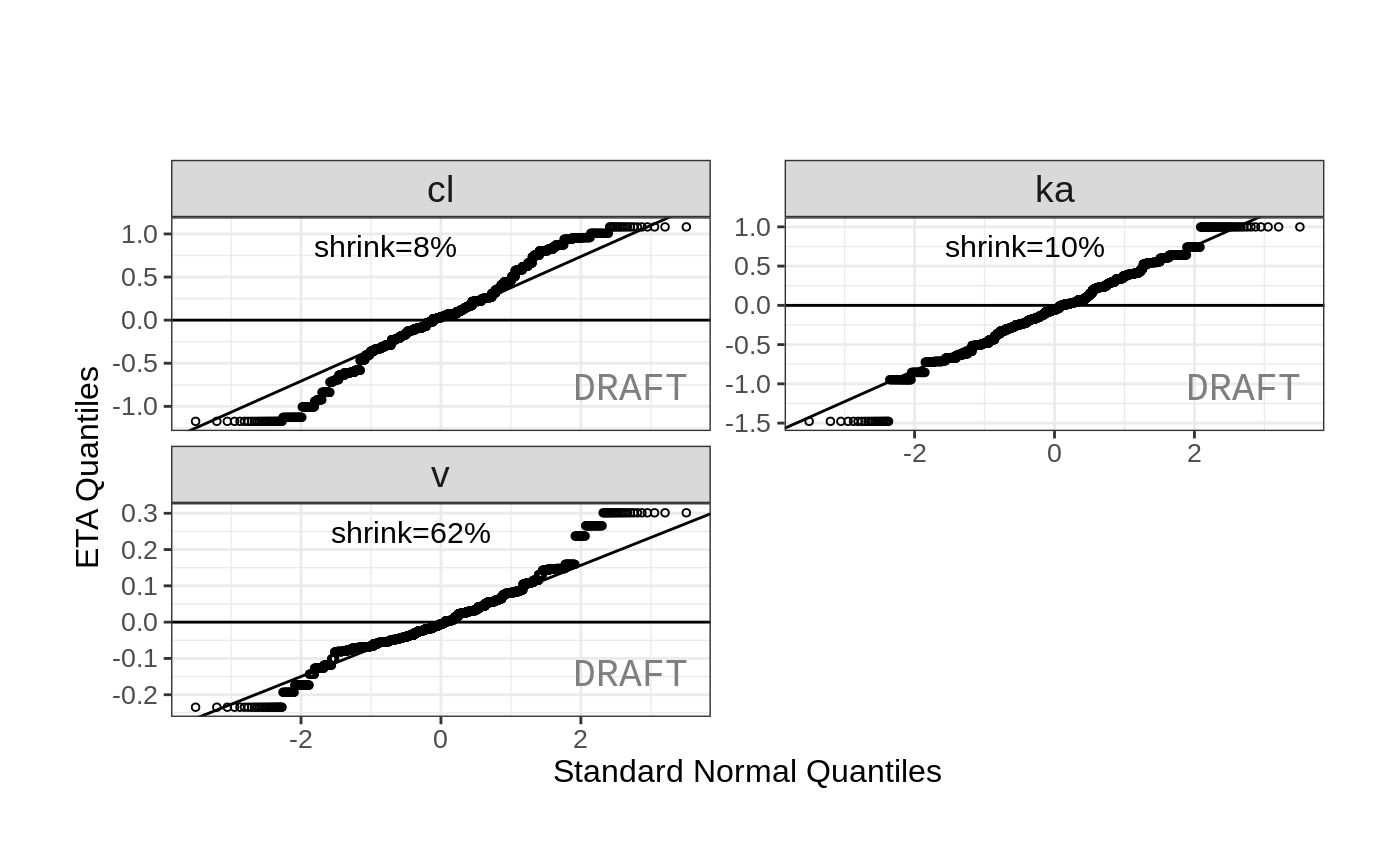 cl
ka
1.0
0.5
0.0
-0.5
-1.0
shrink=8%
DRAFT
1.0
0.5
0.0
-0.5
-1.0
-1.5
shrink=10%
DRAFT
-2 0 2
v
0.3
0.2
0.1
0.0
-0.1
-0.2
shrink=62%
DRAFT
-2 0 2
ETA Quantiles
Standard Normal Quantiles